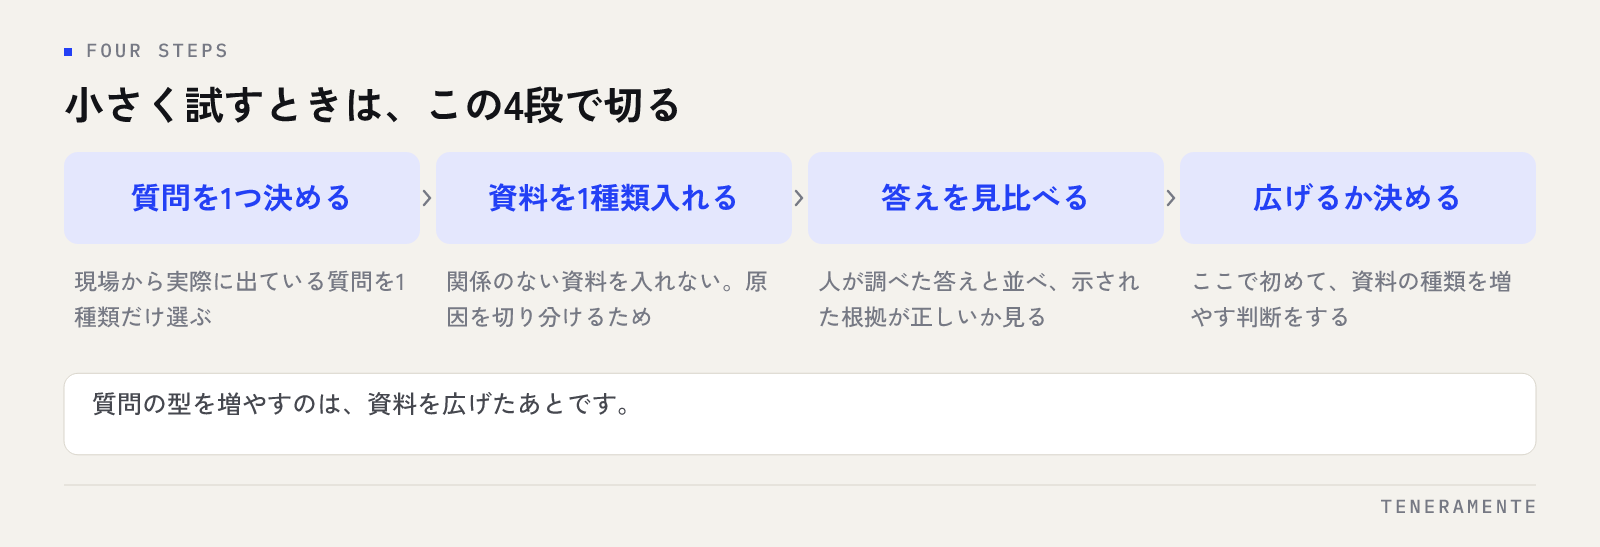 FOUR STEPS
小さく試すときは、この4段で切る
質問を1つ決める
資料を1種類入れる
答えを見比べる
広げるか決める
現場から実際に出ている質問を1
種類だけ選ぶ
関係のない資料を入れない。原
因を切り分けるため
人が調べた答えと並べ、示され
た根拠が正しいか見る
ここで初めて、資料の種類を増
やす判断をする
質問の型を増やすのは、資料を広げたあとです。
TENERAMENTE